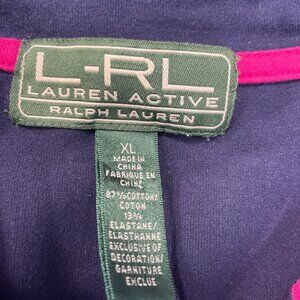 L-RL
LAUREN ACTIVE
RALPH LAUREN
XL
MADE IN
CHINA
FABRIQUE EN
CHINE
87% COTTON/
COTON
13%
ELASTANE/
ELASTHANNE
EXCLUSIVE OF
DECORATION/
GARNITURE
EXCLUE